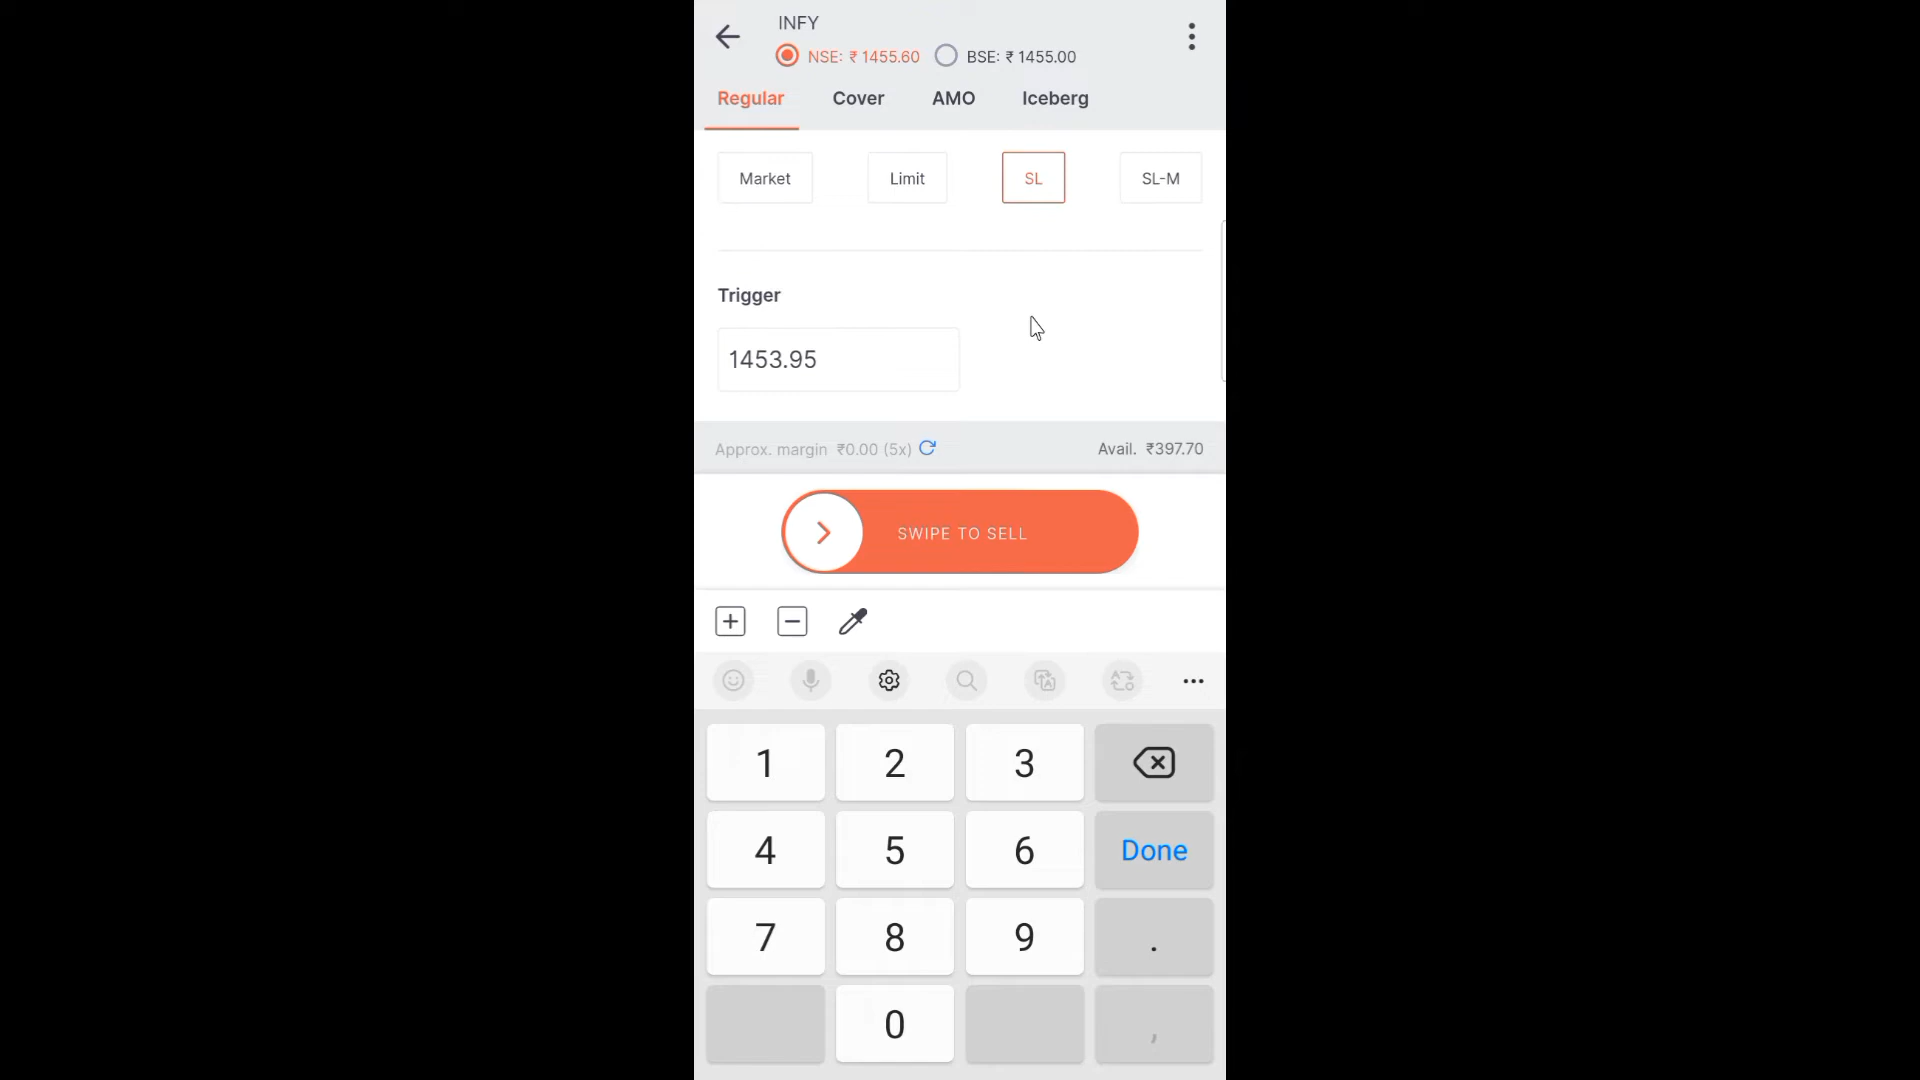 INFY
NSE: ₹ 1455.60 BSE: ₹ 1455.00
Regular Cover AMO Iceberg
Market Limit SL SL-M
Trigger
1453.95
Approx. margin ₹0.00 (5x) Avail. ₹397.70
SWIPE TO SELL
1 2 3
4 5 6 Done
7 8 9 .
0 ,